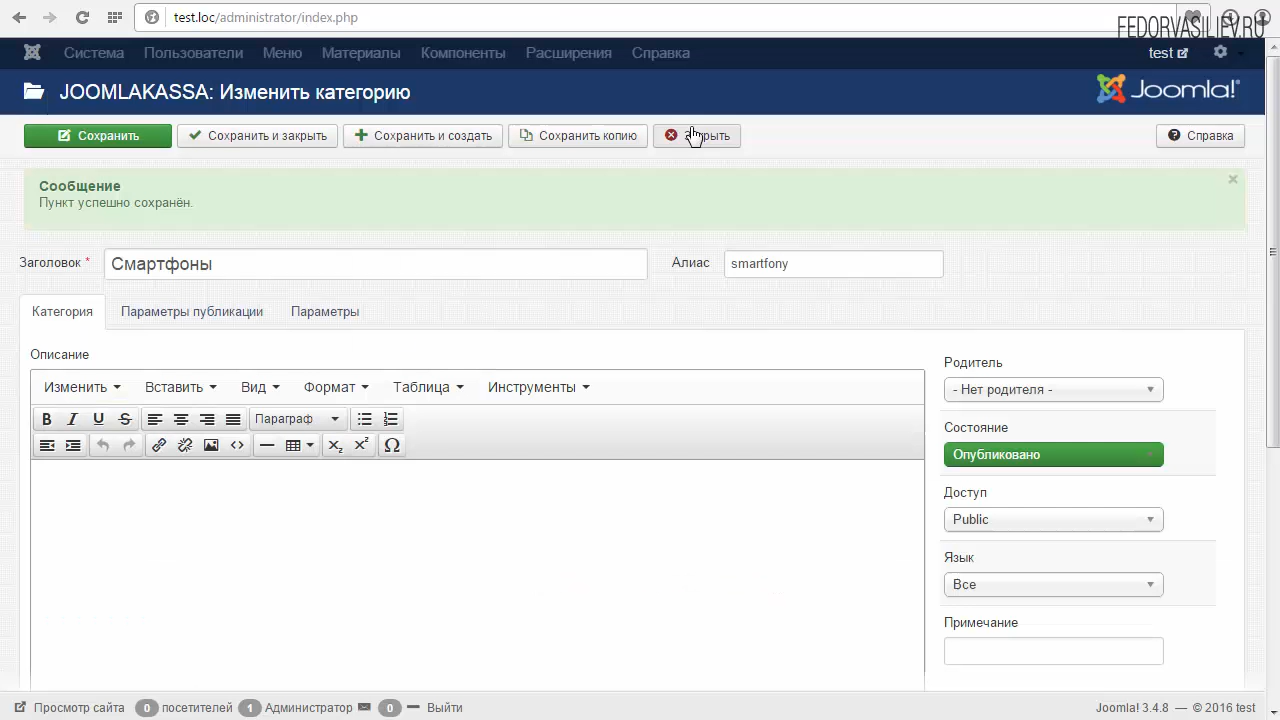 test.loc/administrator/index.php
FEDORVASILIEV.RU
Система Пользователи Меню Материалы Компоненты Расширения Справка test
JOOMLAKASSA: Изменить категорию
Joomla!
Сохранить Сохранить и закрыть Сохранить и создать Сохранить копию Закрыть Справка
Сообщение
Пункт успешно сохранён.
Заголовок * Смартфоны Алиас smartfony
Категория Параметры публикации Параметры
Описание
Изменить Вставить Вид Формат Таблица Инструменты
Параграф
Родитель
- Нет родителя -
Состояние
Опубликовано
Доступ
Public
Язык
Все
Примечание
Просмотр сайта 0 посетителей 1 Администратор 0 Выйти
Joomla! 3.4.8 — © 2016 test